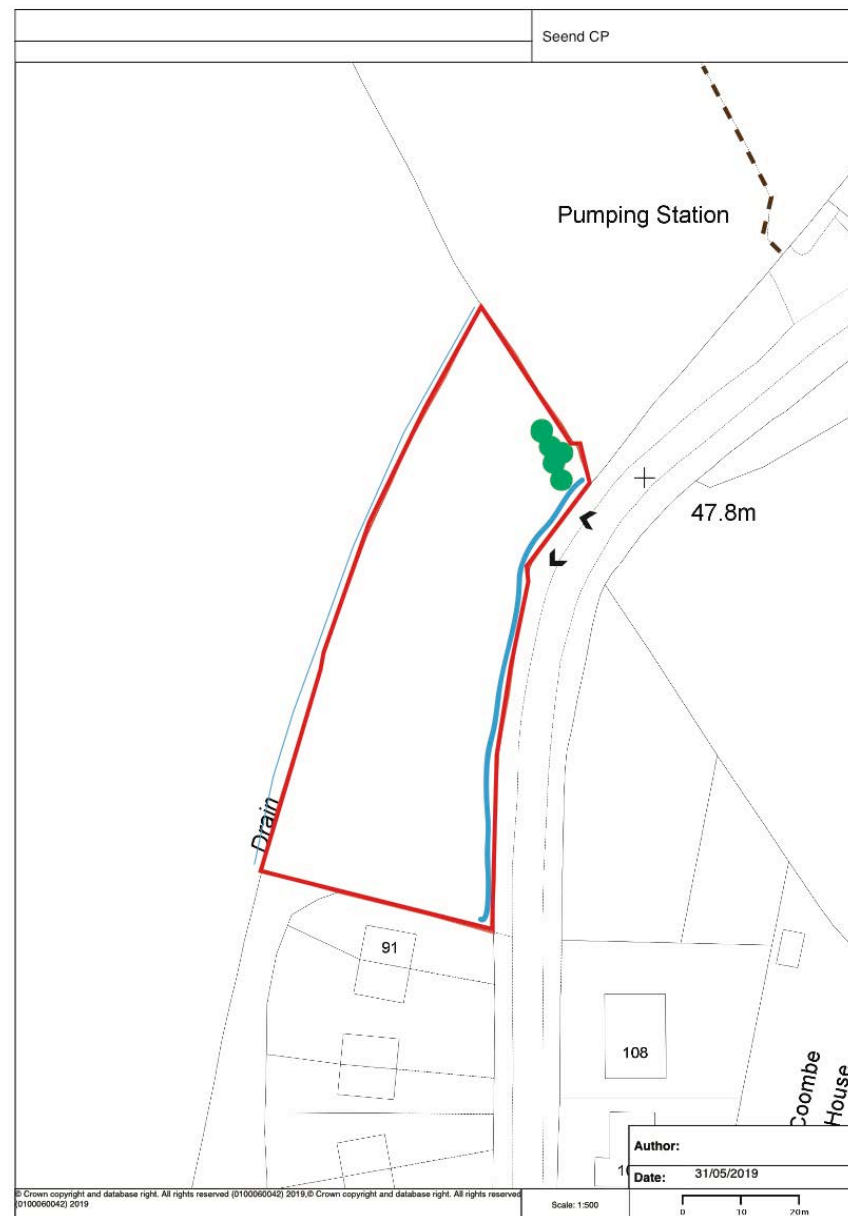 Seend CP
Pumping Station
47.8m
Drain
91
108
Coombe
House
Author:
Date: 31/05/2019
© Crown copyright and database right. All rights reserved (0100060042) 2019,© Crown copyright and database right. All rights reserved
(0100060042) 2019
Scale: 1:500
0 10 20m